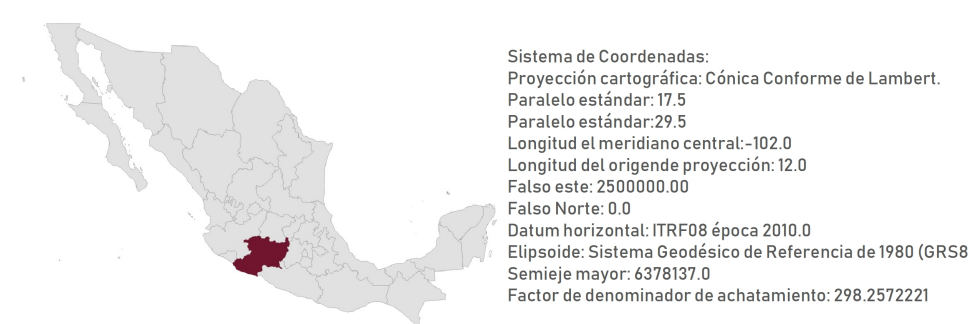 Sistema de Coordenadas:
Proyección cartográfica: Cónica Conforme de Lambert.
Paralelo estándar: 17.5
Paralelo estándar:29.5
Longitud el meridiano central:-102.0
Longitud del origende proyección: 12.0
Falso este: 2500000.00
Falso Norte: 0.0
Datum horizontal: ITRF08 época 2010.0
Elipsoide: Sistema Geodésico de Referencia de 1980 (GRS8
Semieje mayor: 6378137.0
Factor de denominador de achatamiento: 298.2572221